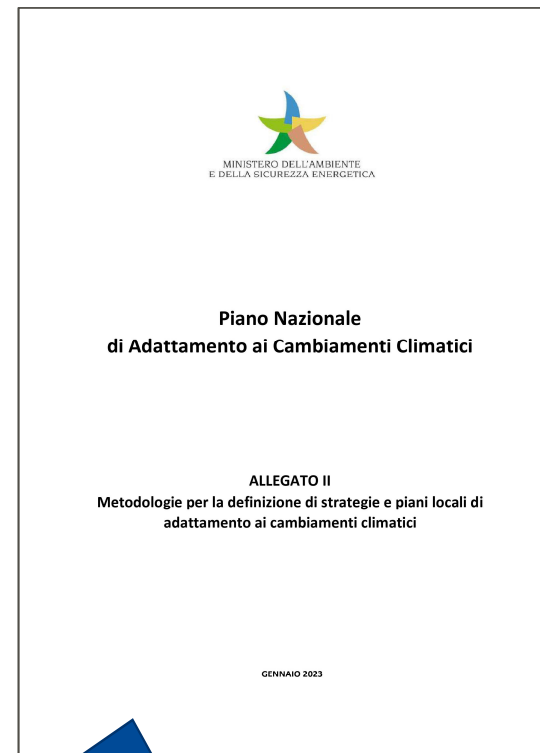 MINISTERO DELL'AMBIENTE
E DELLA SICUREZZA ENERGETICA
Piano Nazionale
di Adattamento ai Cambiamenti Climatici
ALLEGATO II
Metodologie per la definizione di strategie e piani locali di
adattamento ai cambiamenti climatici
GENNAIO 2023